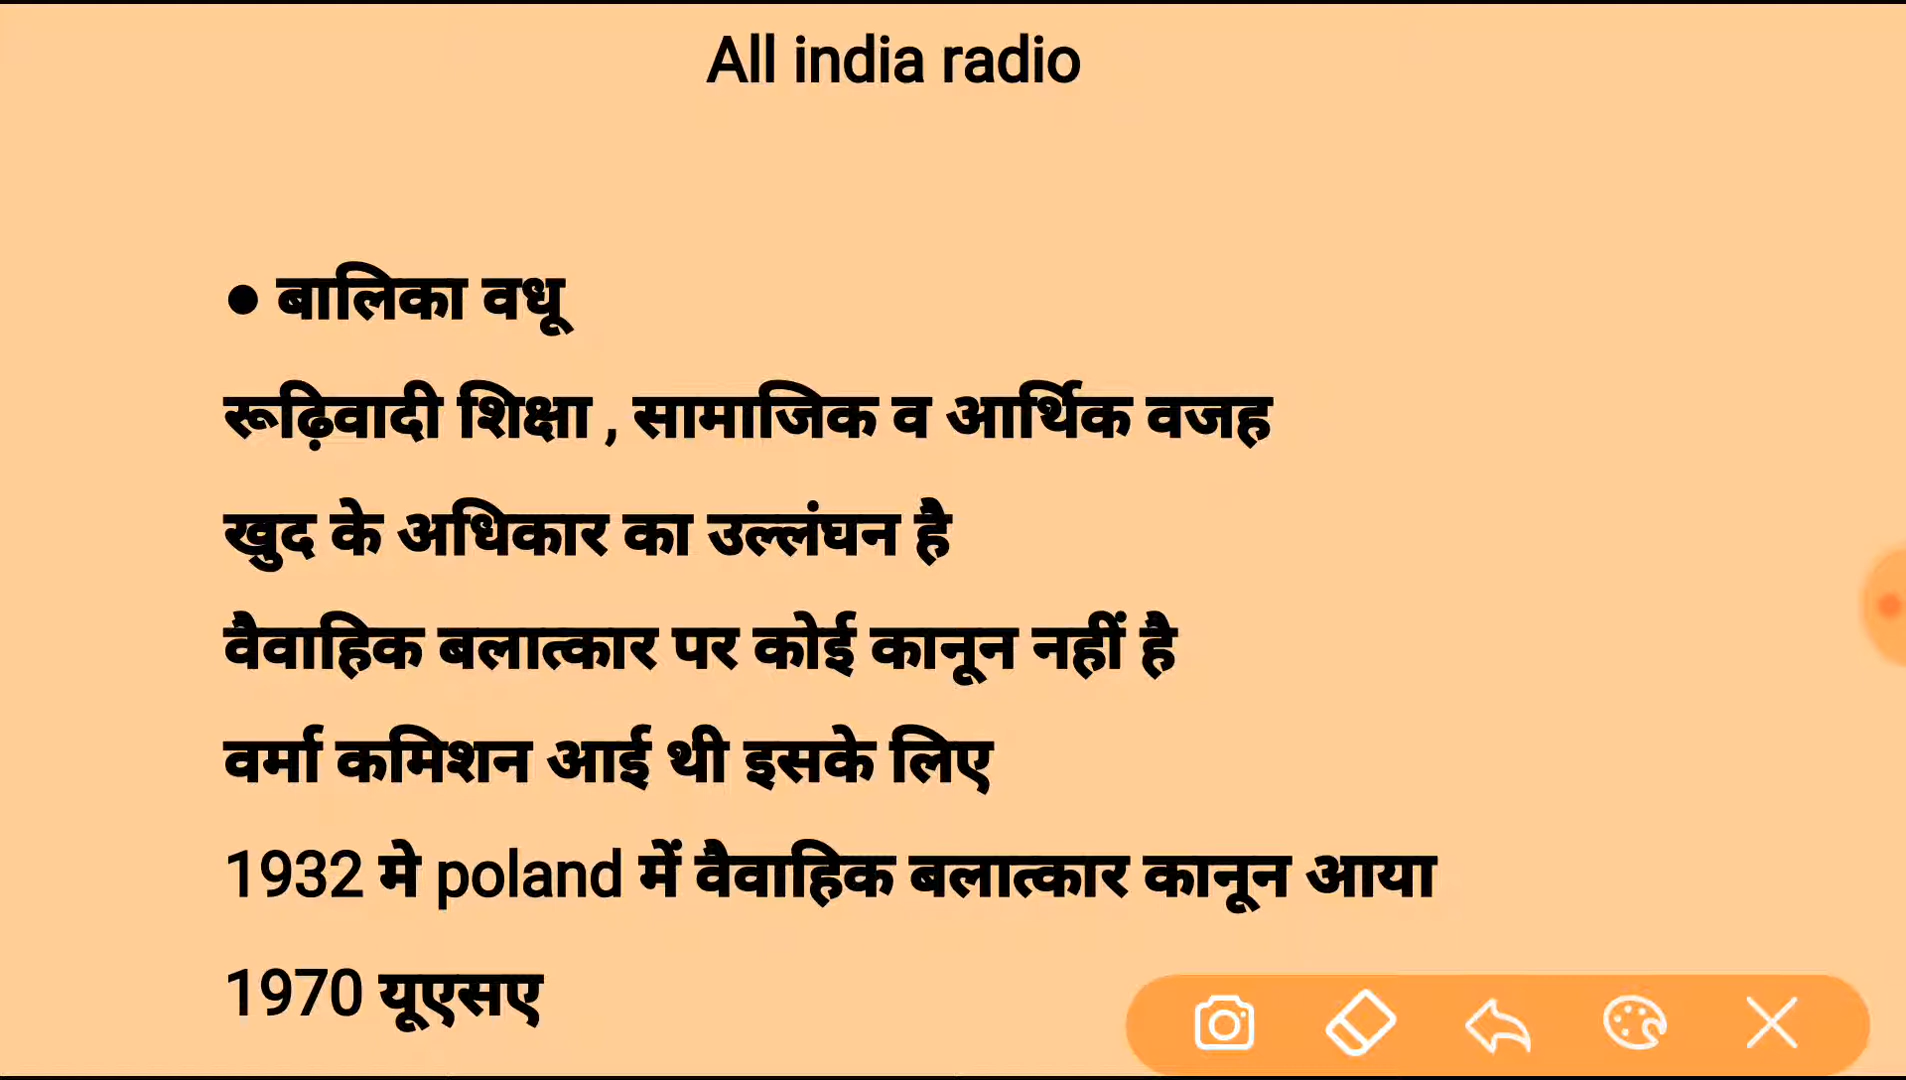 All india radio
● बालिका वधू
रूढ़िवादी शिक्षा , सामाजिक व आर्थिक वजह
खुद के अधिकार का उल्लंघन है
वैवाहिक बलात्कार पर कोई कानून नहीं है
वर्मा कमिशन आई थी इसके लिए
1932 मे poland में वैवाहिक बलात्कार कानून आया
1970 यूएसए